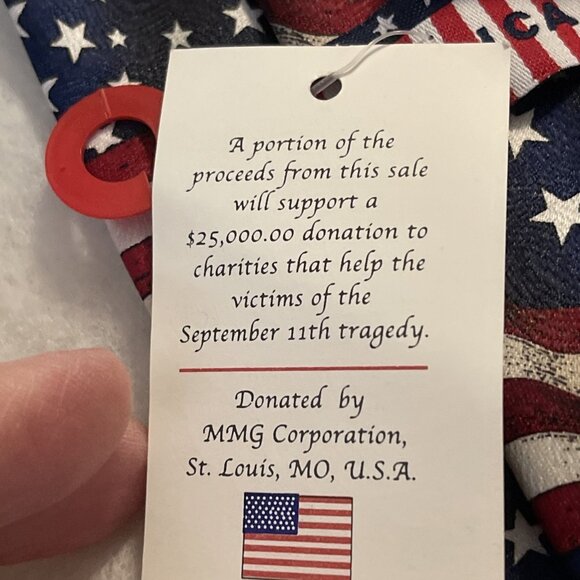 ICA
A portion of the
proceeds from this sale
will support a
$25,000.00 donation to
charities that help the
victims of the
September 11th tragedy.
Donated by
MMG Corporation,
St. Louis, MO, U.S.A.